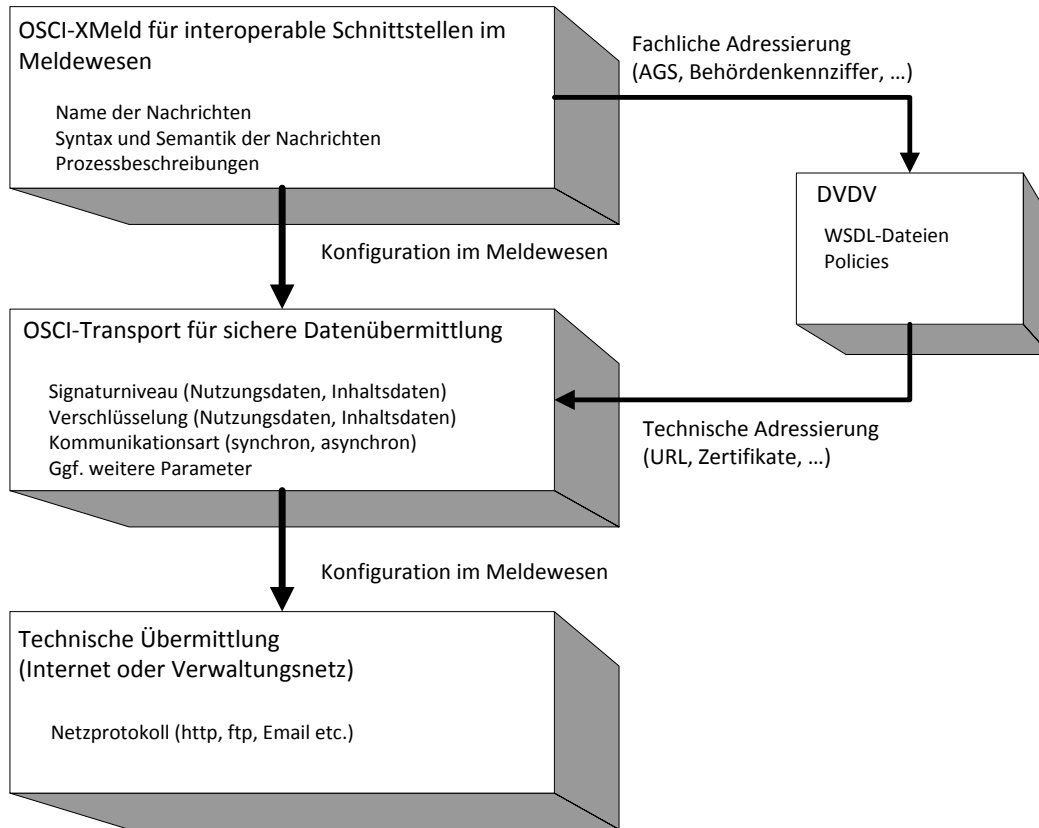 OSCI-XMeld für interoperable Schnittstellen im
Meldewesen
Name der Nachrichten
Syntax und Semantik der Nachrichten
Prozessbeschreibungen
Fachliche Adressierung
(AGS, Behördenkennziffer, ...)
DVDV
WSDL-Dateien
Policies
Konfiguration im Meldewesen
OSCI-Transport für sichere Datenübermittlung
Signaturniveau (Nutzungsdaten, Inhaltsdaten)
Verschlüsselung (Nutzungsdaten, Inhaltsdaten)
Kommunikationsart (synchron, asynchron)
Ggf. weitere Parameter
Technische Adressierung
(URL, Zertifikate, ...)
Konfiguration im Meldewesen
Technische Übermittlung
(Internet oder Verwaltungsnetz)
Netzprotokoll (http, ftp, Email etc.)